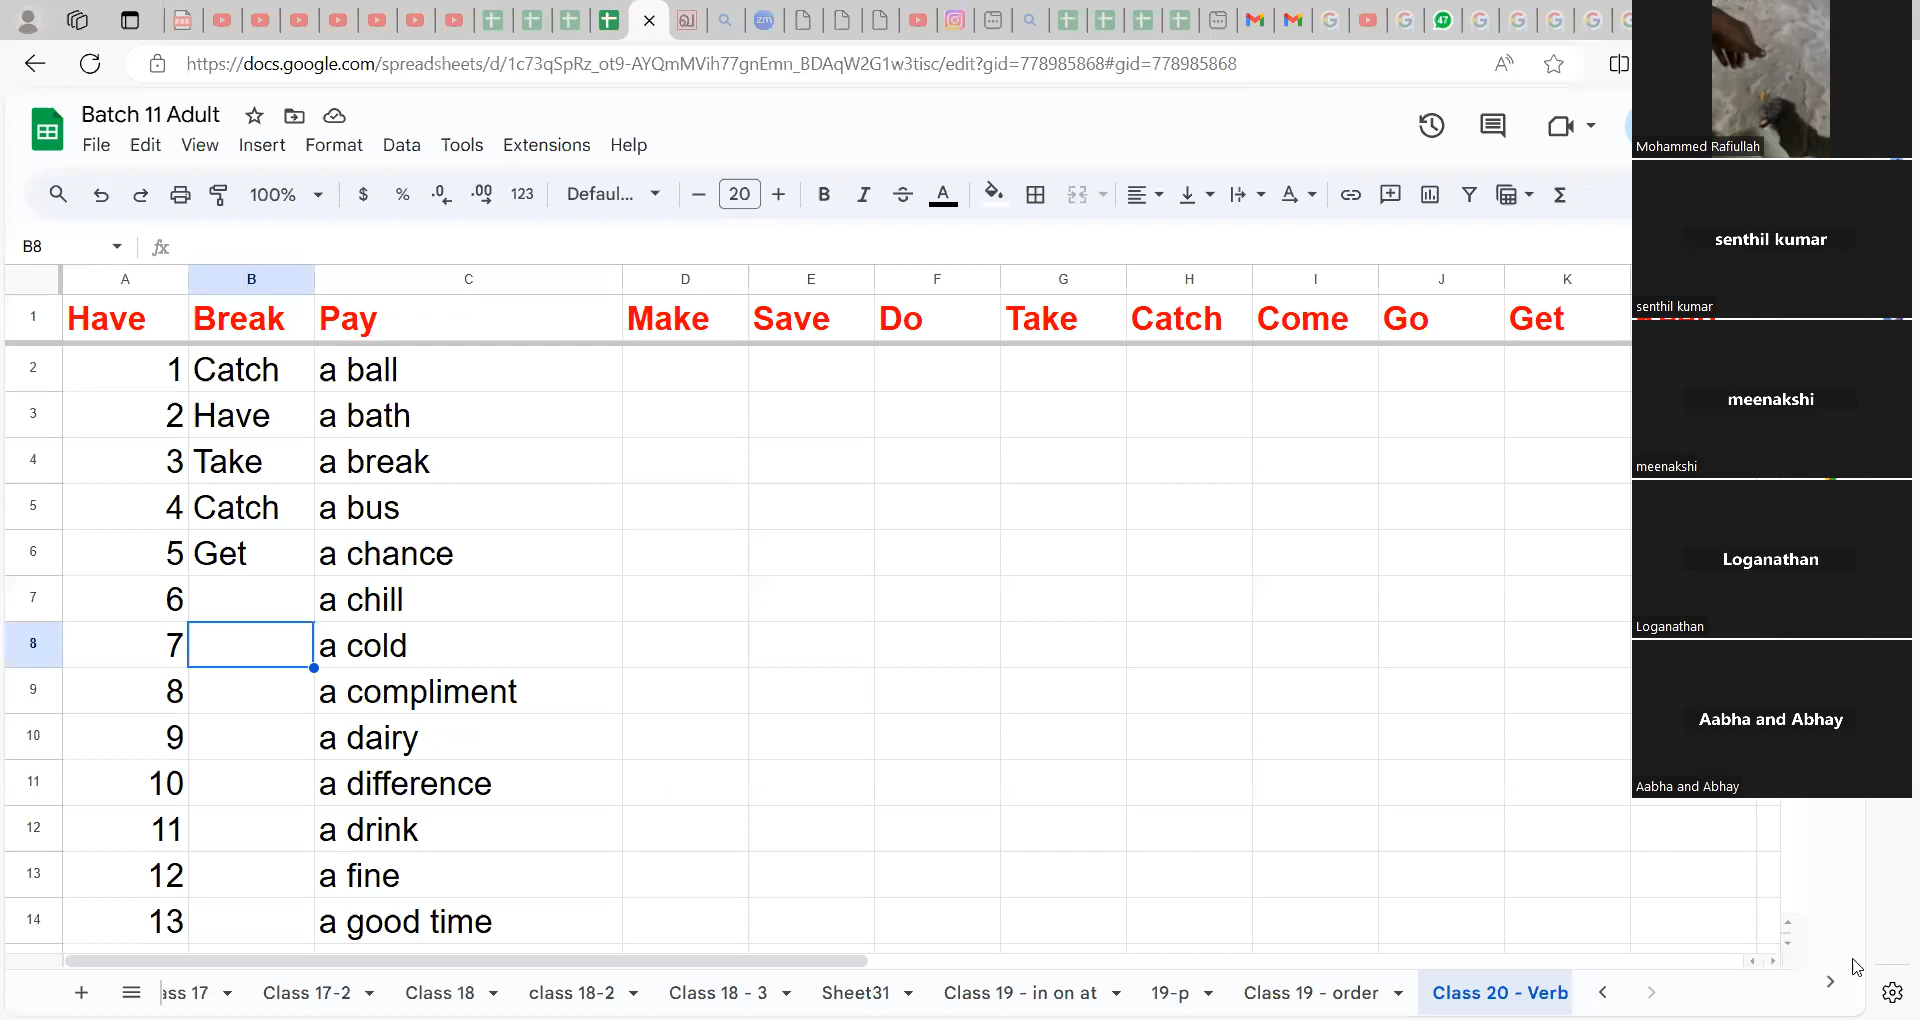 https://docs.google.com/spreadsheets/d/1c73qSpRz_ot9-AYQmMVih77gnEmn_BDAqW2G1w3tisc/edit?gid=778985868#gid=778985868
Batch 11 Adult
File Edit View Insert Format Data Tools Extensions Help
100% $ % .0 .00 123 Defaul... 20
B8
A B C D E F G H I J K
1 Have Break Pay Make Save Do Take Catch Come Go Get
2 1 Catch a ball
3 2 Have a bath
4 3 Take a break
5 4 Catch a bus
6 5 Get a chance
7 6 a chill
8 7 a cold
9 8 a compliment
10 9 a dairy
11 10 a difference
12 11 a drink
13 12 a fine
14 13 a good time
ass 17 Class 17-2 Class 18 class 18-2 Class 18 - 3 Sheet31 Class 19 - in on at 19-p Class 19 - order Class 20 - Verb
Mohammed Rafiullah
senthil kumar
senthil kumar
meenakshi
meenakshi
Loganathan
Loganathan
Aabha and Abhay
Aabha and Abhay